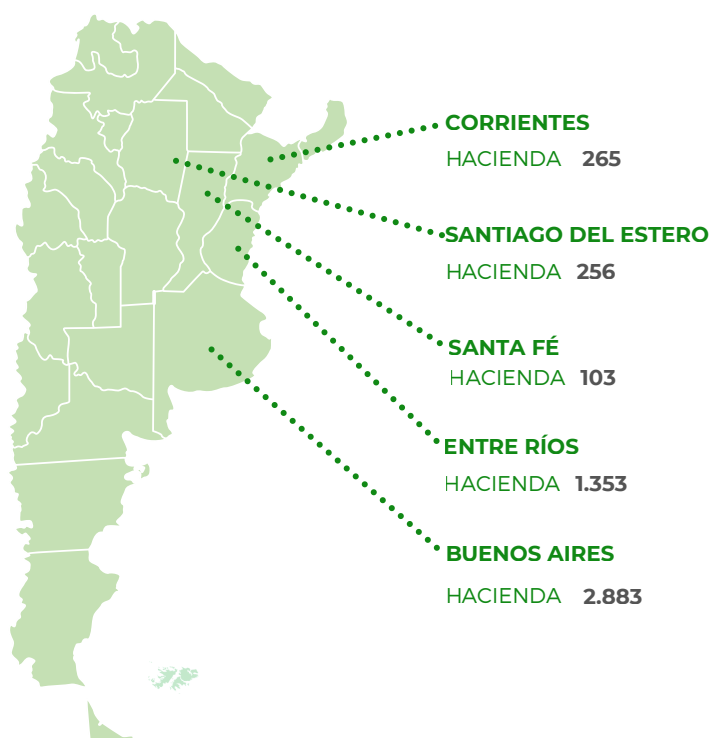 CORRIENTES
HACIENDA 265
SANTIAGO DEL ESTERO
HACIENDA 256
SANTA FÉ
HACIENDA 103
ENTRE RÍOS
HACIENDA 1.353
BUENOS AIRES
HACIENDA 2.883